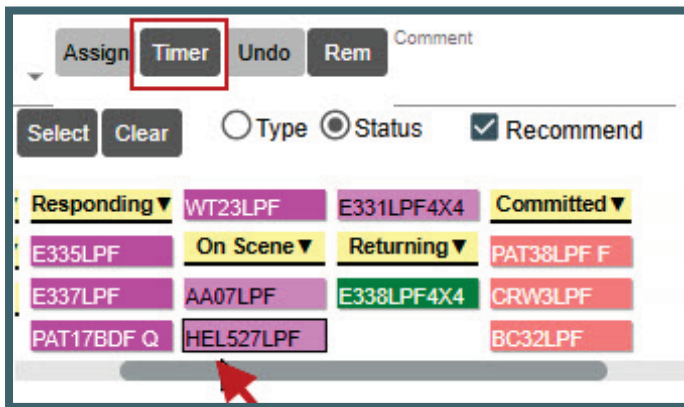 Assign Timer Undo Rem Comment
Select Clear Type Status Recommend
Responding▼ WT23LPF E331LPF4X4 Committed▼
E335LPF On Scene▼ Returning▼ PAT38LPF F
E337LPF AA07LPF E338LPF4X4 CRW3LPF
PAT17BDF Q HEL527LPF BC32LPF